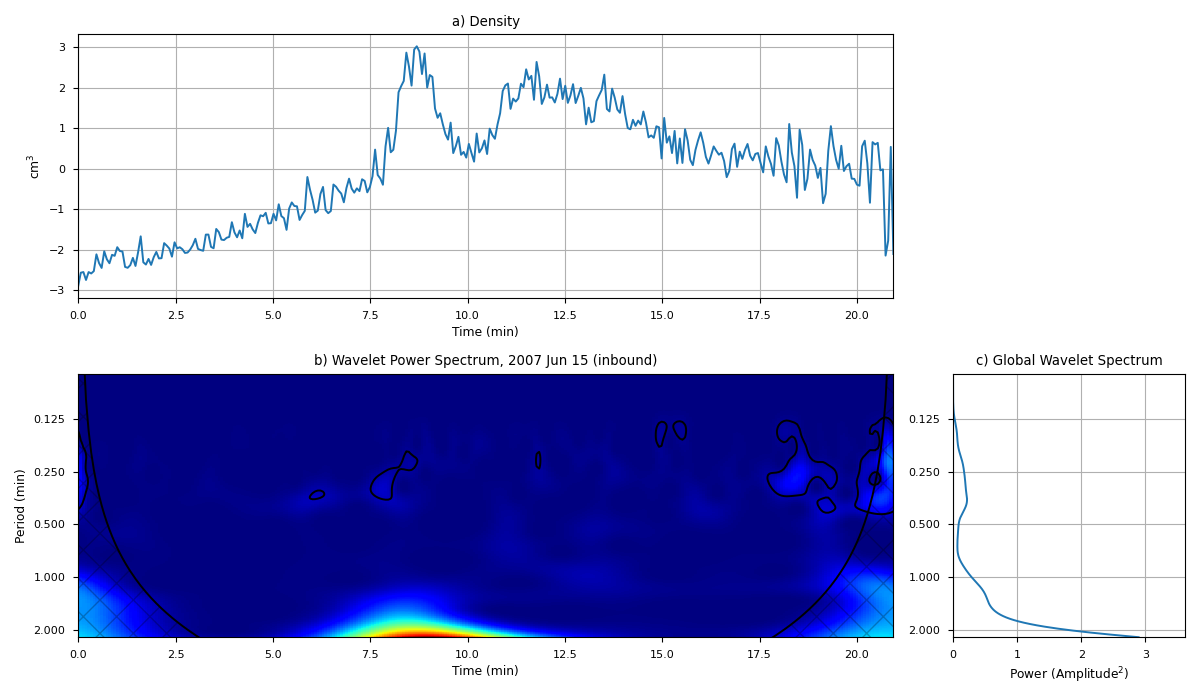 a) Density
3
2
1
0
−1
−2
−3
cm³
0.0 2.5 5.0 7.5 10.0 12.5 15.0 17.5 20.0
Time (min)
b) Wavelet Power Spectrum, 2007 Jun 15 (inbound)
0.125
0.250
0.500
1.000
2.000
Period (min)
0.0 2.5 5.0 7.5 10.0 12.5 15.0 17.5 20.0
Time (min)
c) Global Wavelet Spectrum
0.125
0.250
0.500
1.000
2.000
0 1 2 3
Power (Amplitude²)